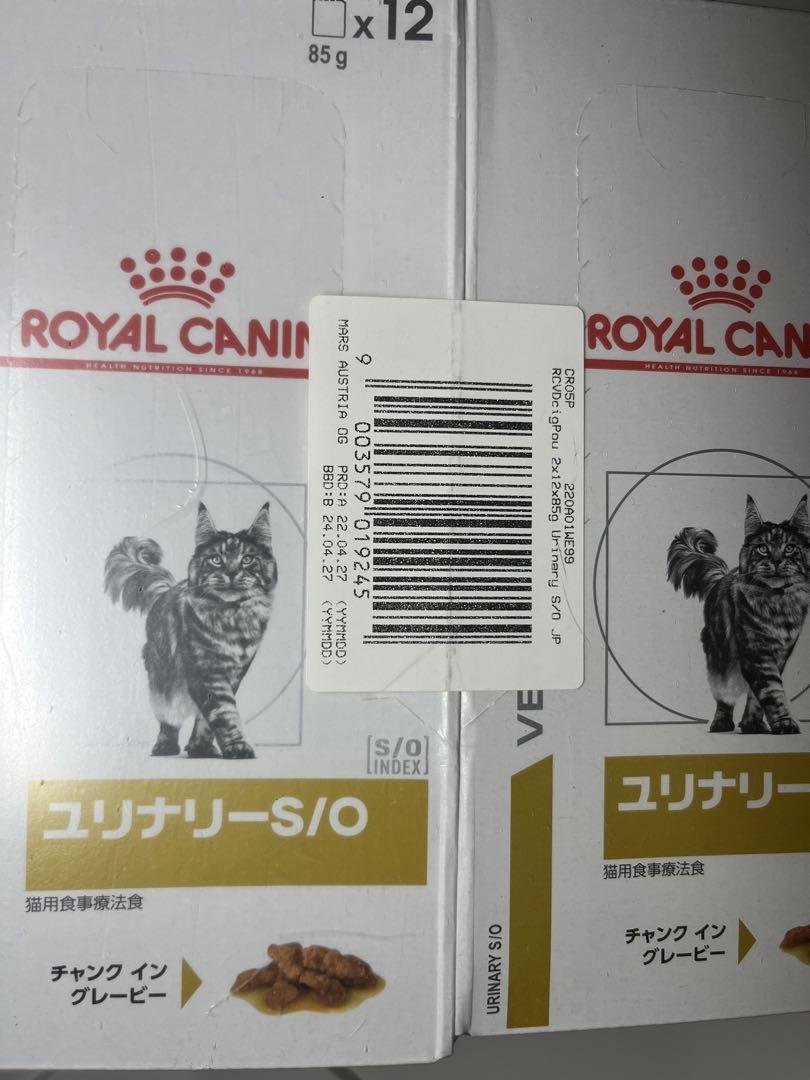 x12
85g
ROYAL CANIN
HEALTH NUTRITION SINCE 1968
[S/O
INDEX]
ユリナリーS/O
猫用食事療法食
チャンク イン
グレービー
CR05P 220A01WE99
RCVDcigPou 2x12x85g Urinary S/O JP
9 003579 019245
MARS AUSTRIA OG PRD:A 22.04.27 (YYMMDD)
BBD:B 24.04.27 (YYMMDD)
VE
URINARY S/O
ROYAL CAN
HEALTH NUTRITION SINCE 1968
ユリナリー
猫用食事療法食
チャンク イン
グレービー